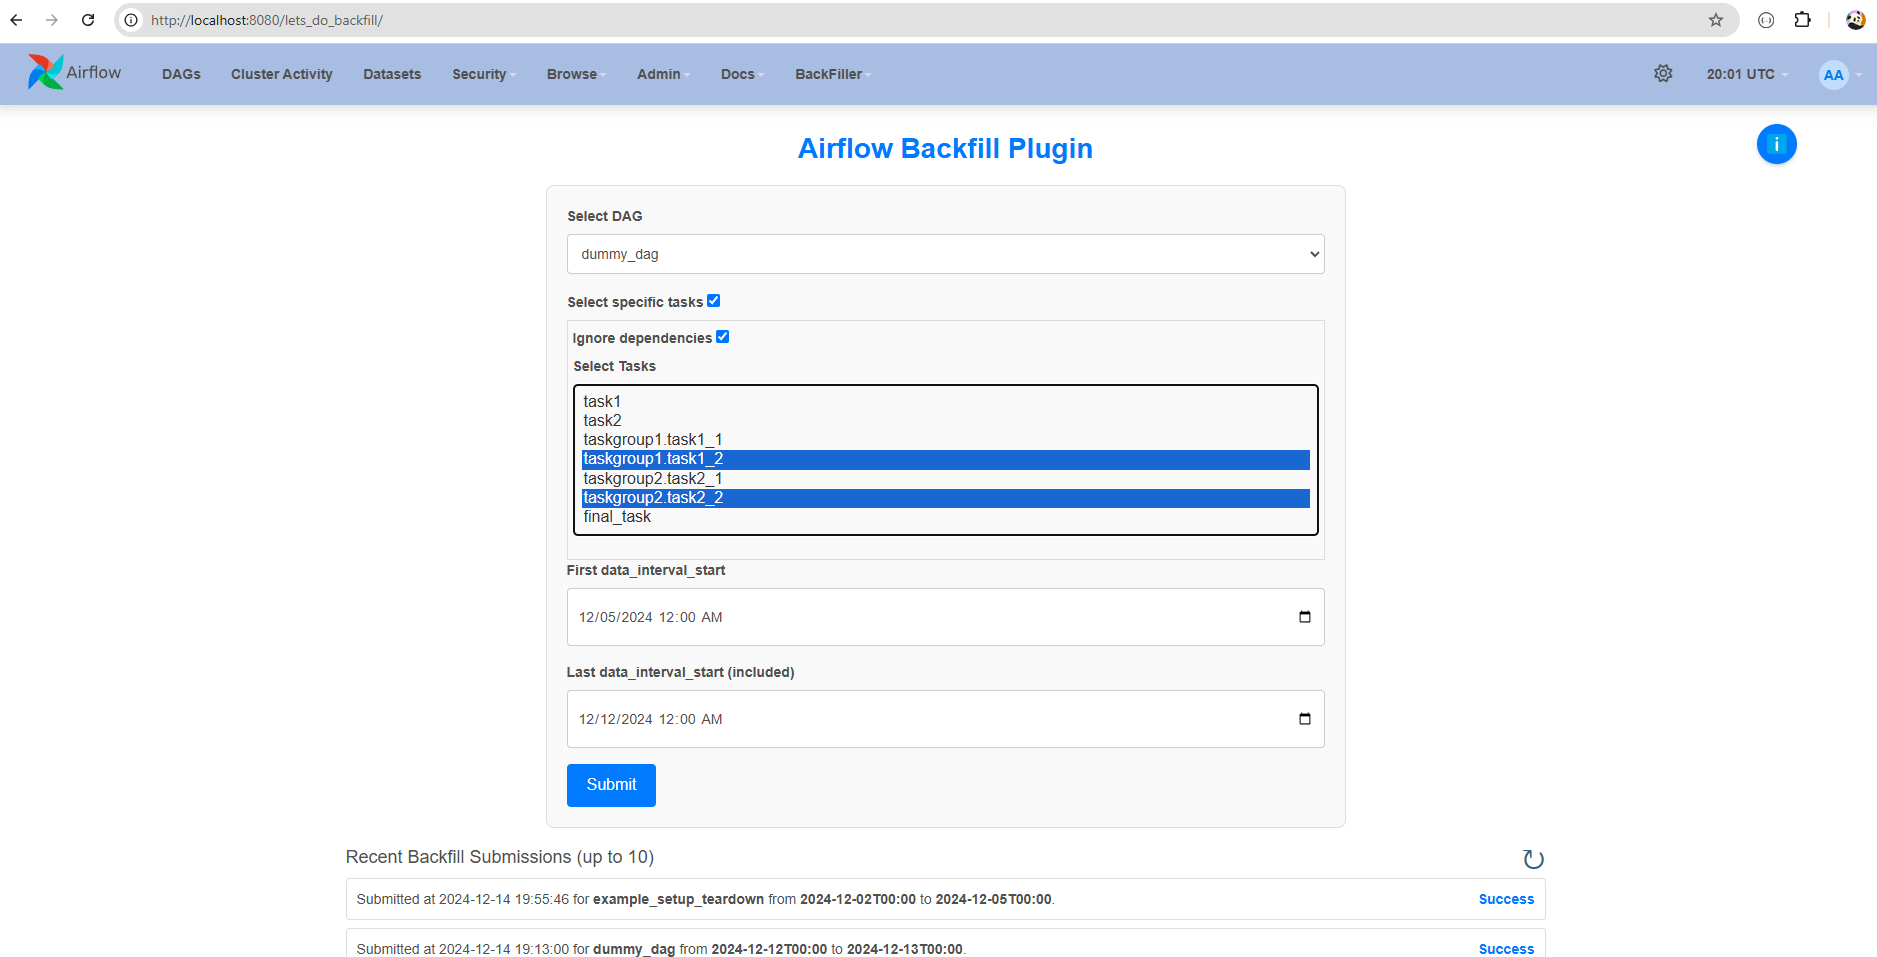 http://localhost:8080/lets_do_backfill/
Airflow DAGs Cluster Activity Datasets Security Browse Admin Docs BackFiller 20:01 UTC AA
Airflow Backfill Plugin
i
Select DAG
dummy_dag
Select specific tasks
Ignore dependencies
Select Tasks
task1
task2
taskgroup1.task1_1
taskgroup1.task1_2
taskgroup2.task2_1
taskgroup2.task2_2
final_task
First data_interval_start
12/05/2024 12:00 AM
Last data_interval_start (included)
12/12/2024 12:00 AM
Submit
Recent Backfill Submissions (up to 10)
Submitted at 2024-12-14 19:55:46 for example_setup_teardown from 2024-12-02T00:00 to 2024-12-05T00:00. Success
Submitted at 2024-12-14 19:13:00 for dummy_dag from 2024-12-12T00:00 to 2024-12-13T00:00. Success